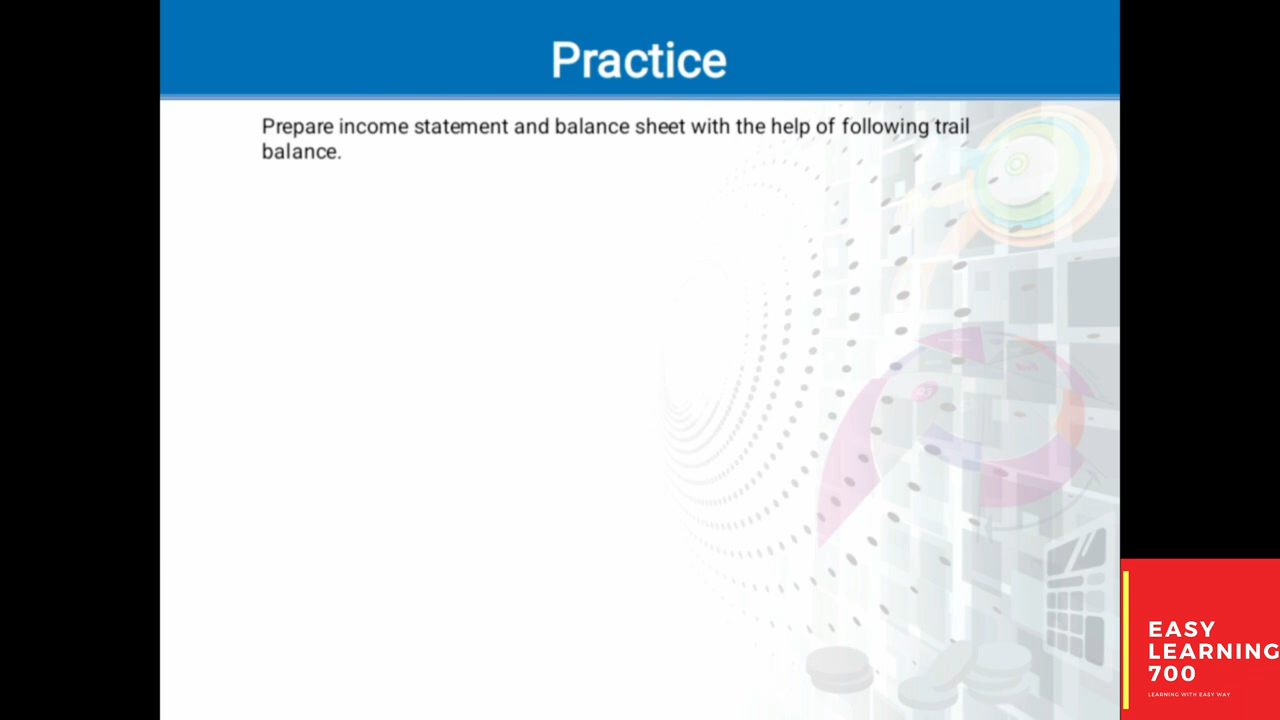 Practice
Prepare income statement and balance sheet with the help of following trail
balance.
EASY
LEARNING
700
LEARNING WITH EASY WAY